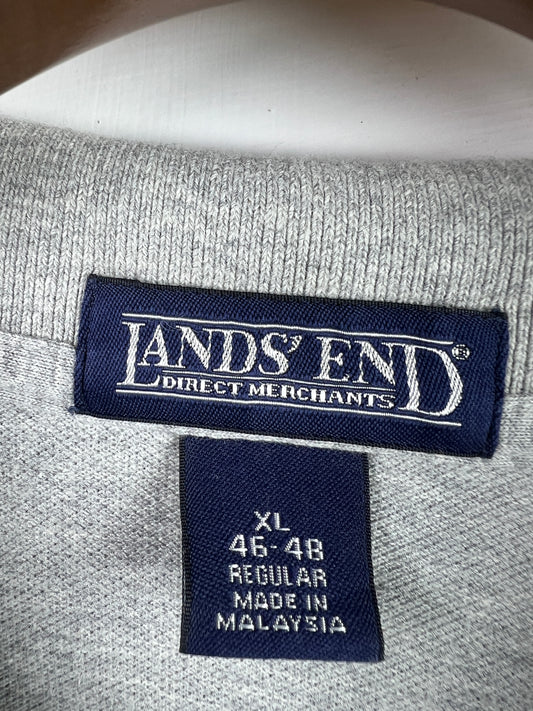 LANDS' END®
DIRECT MERCHANTS
XL
46-48
REGULAR
MADE IN
MALAYSIA